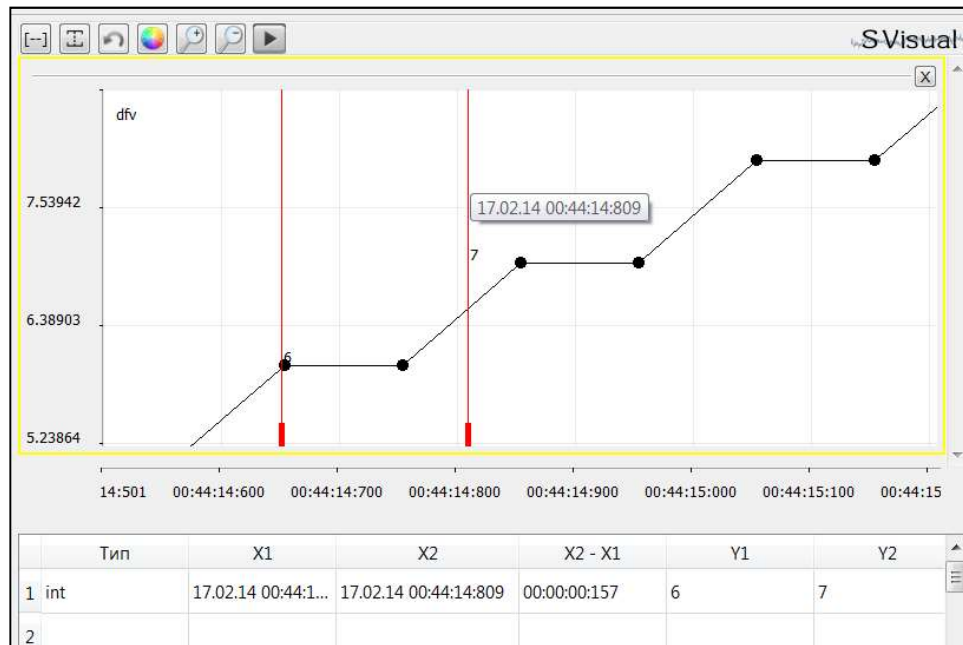 [--]
SVisual
X
dfv
7.53942
17.02.14 00:44:14:809
7
6.38903
6
5.23864
14:501 00:44:14:600 00:44:14:700 00:44:14:800 00:44:14:900 00:44:15:000 00:44:15:100 00:44:15
Тип X1 X2 X2 - X1 Y1 Y2
1 int 17.02.14 00:44:1... 17.02.14 00:44:14:809 00:00:00:157 6 7
2